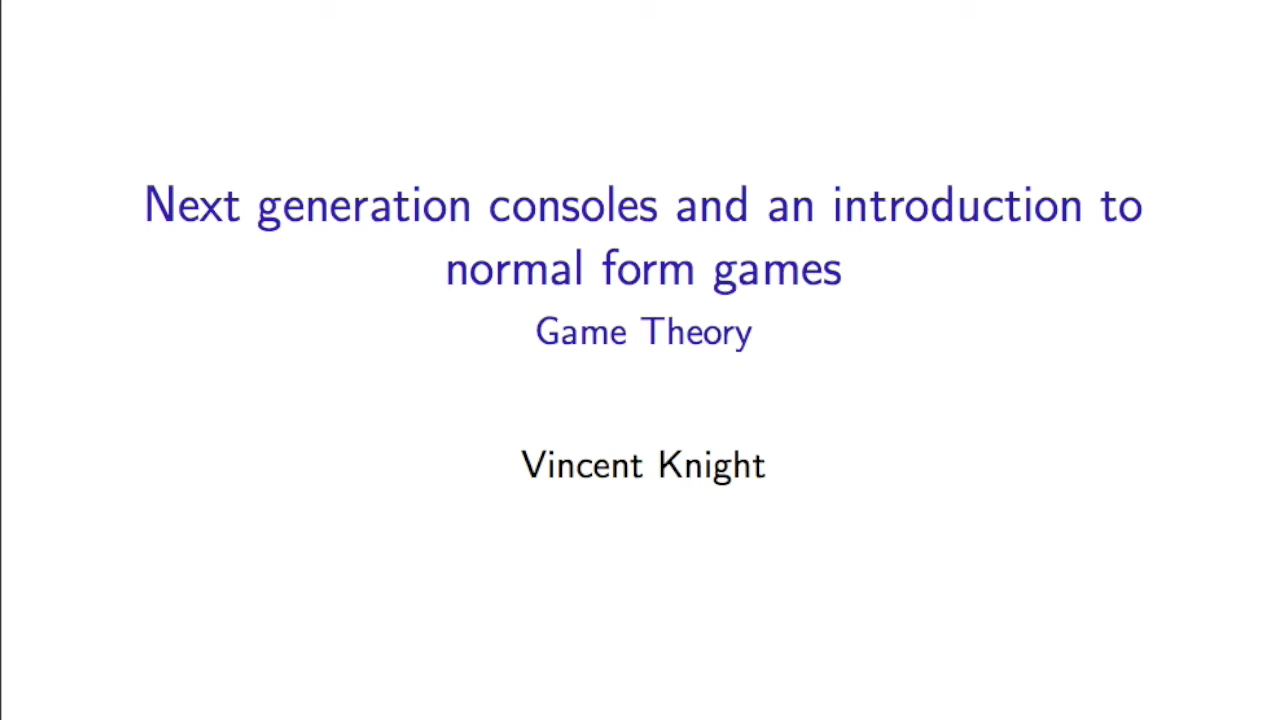 Next generation consoles and an introduction to
normal form games
Game Theory
Vincent Knight